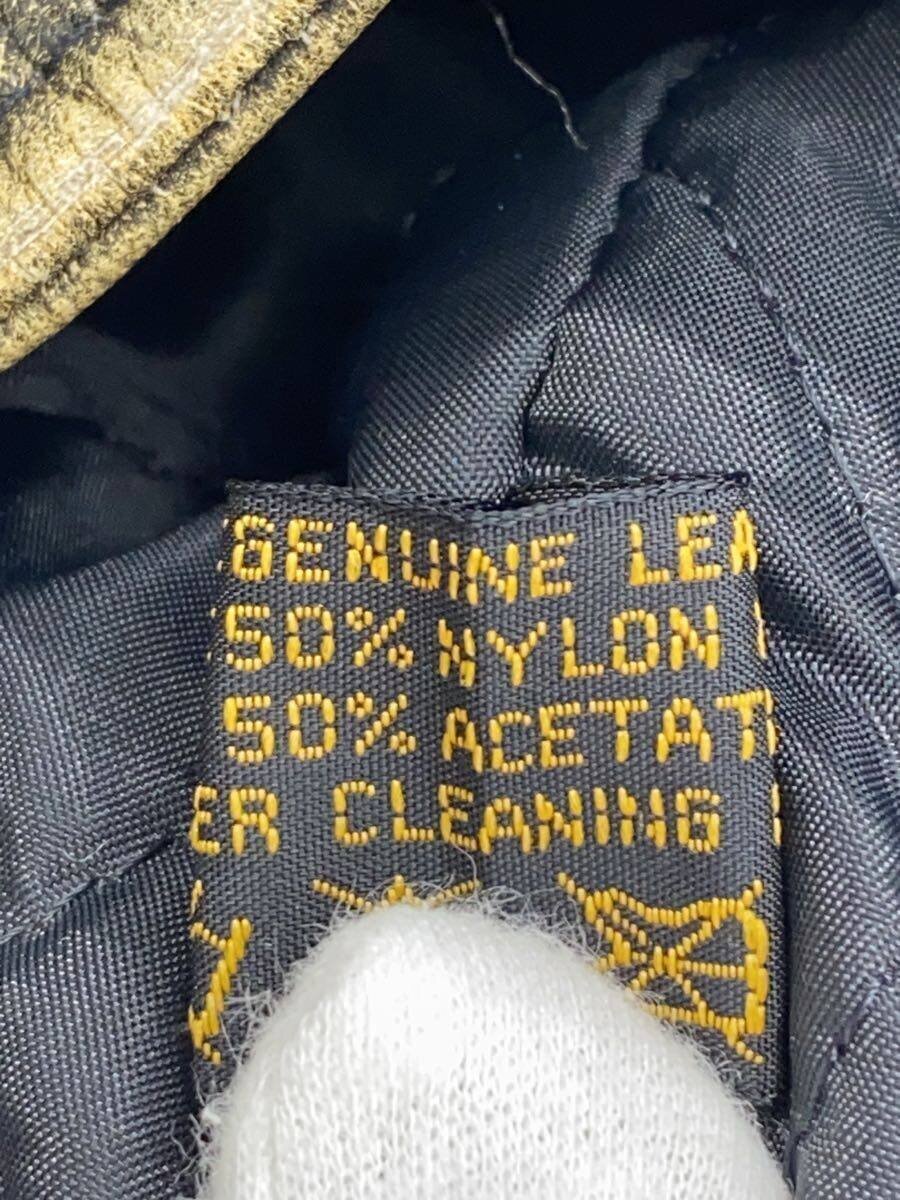 GENUINE LEA
50% NYLON
50% ACETAT
ER CLEANING